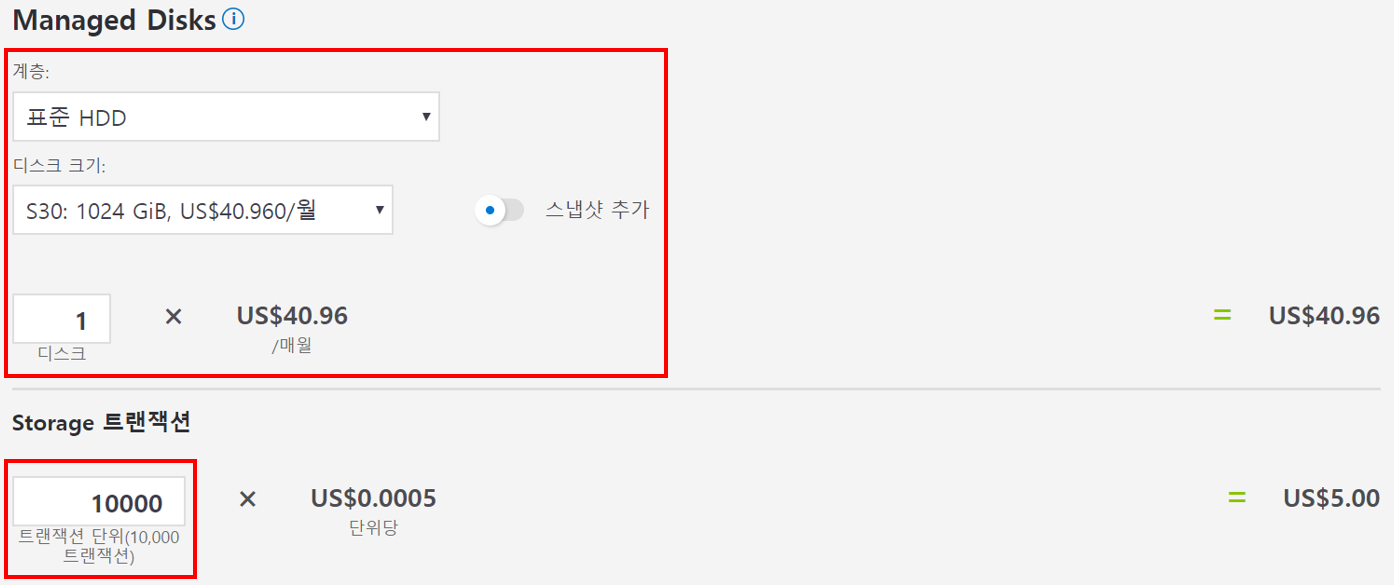 Managed Disks
계층:
표준 HDD
디스크 크기:
S30: 1024 GiB, US$40.960/월
스냅샷 추가
1 × US$40.96 = US$40.96
디스크 /매월
Storage 트랜잭션
10000 × US$0.0005 = US$5.00
트랜잭션 단위(10,000 단위당
트랜잭션)